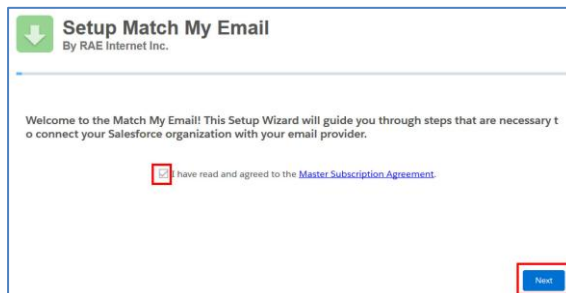 Setup Match My Email
By RAE Internet Inc.
Welcome to the Match My Email! This Setup Wizard will guide you through steps that are necessary t
o connect your Salesforce organization with your email provider.
I have read and agreed to the Master Subscription Agreement.
Next